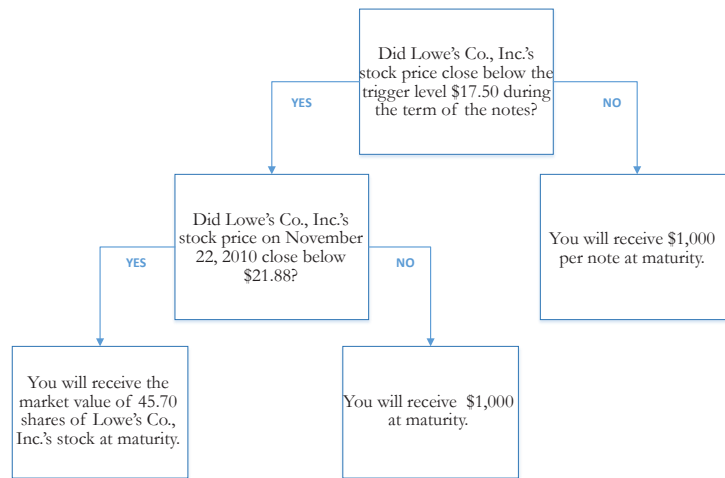 Did Lowe's Co., Inc.'s
stock price close below the
trigger level $17.50 during
the term of the notes?
YES
NO
Did Lowe's Co., Inc.'s
stock price on November
22, 2010 close below
$21.88?
You will receive $1,000
per note at maturity.
YES
NO
You will receive the
market value of 45.70
shares of Lowe's Co.,
Inc.'s stock at maturity.
You will receive $1,000
at maturity.